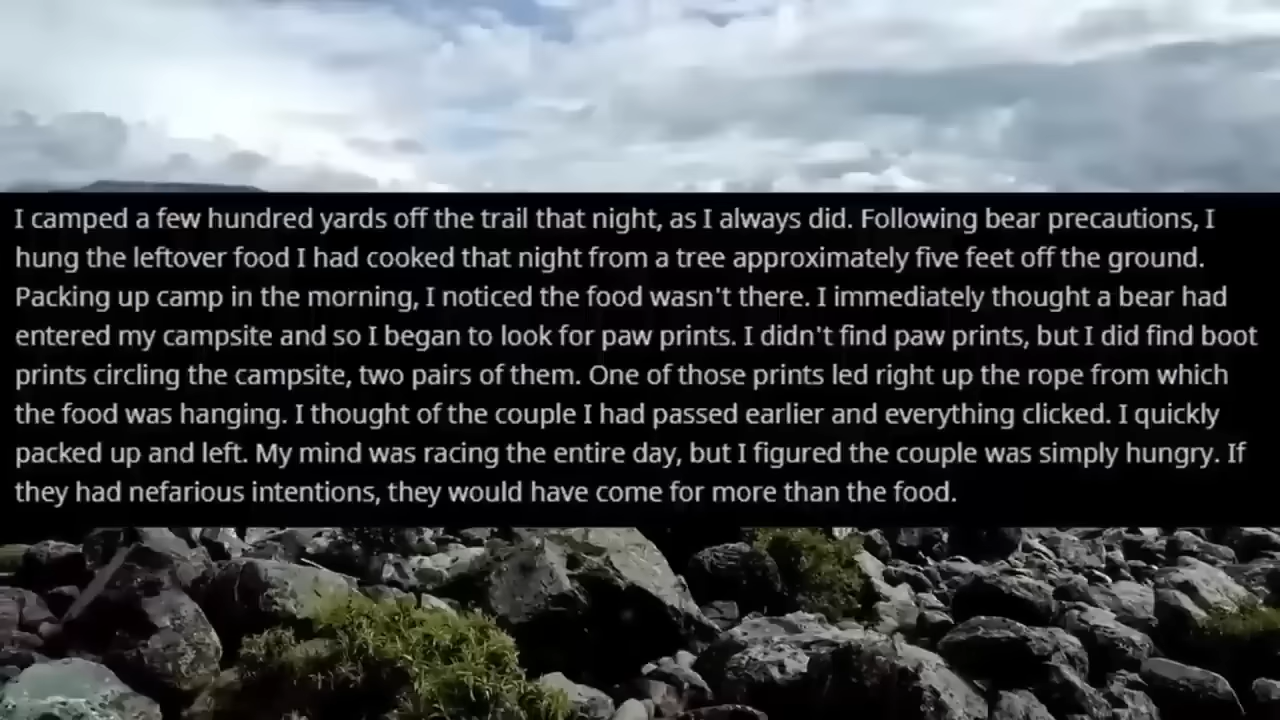 I camped a few hundred yards off the trail that night, as I always did. Following bear precautions, I
hung the leftover food I had cooked that night from a tree approximately five feet off the ground.
Packing up camp in the morning, I noticed the food wasn't there. I immediately thought a bear had
entered my campsite and so I began to look for paw prints. I didn't find paw prints, but I did find boot
prints circling the campsite, two pairs of them. One of those prints led right up the rope from which
the food was hanging. I thought of the couple I had passed earlier and everything clicked. I quickly
packed up and left. My mind was racing the entire day, but I figured the couple was simply hungry. If
they had nefarious intentions, they would have come for more than the food.